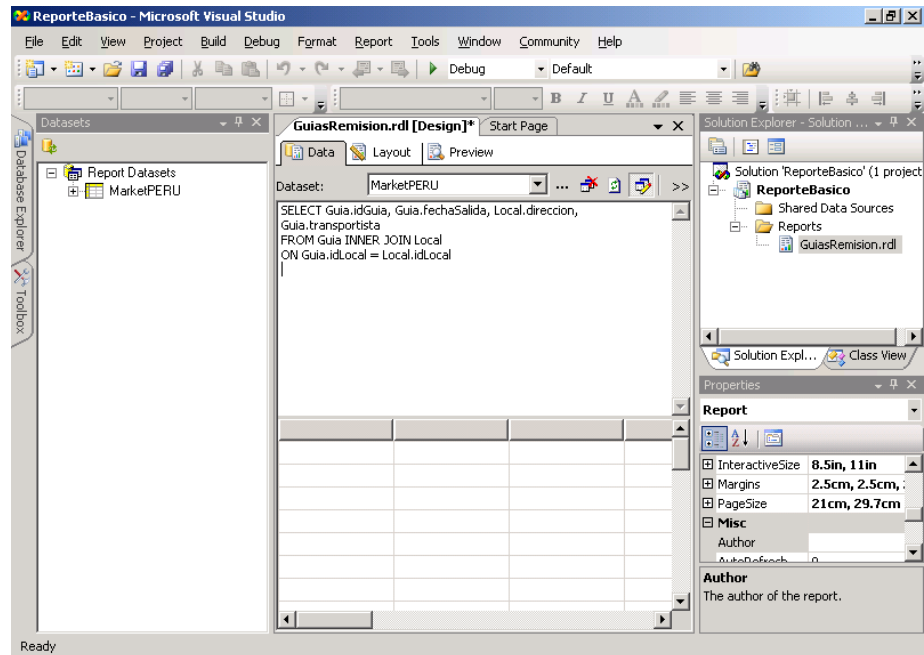 ReporteBasico - Microsoft Visual Studio
File Edit View Project Build Debug Format Report Tools Window Community Help
Debug Default
B I U A
Database Explorer
Toolbox
Datasets
Report Datasets
MarketPERU
GuiasRemision.rdl [Design]* Start Page
Data Layout Preview
Dataset: MarketPERU ... >>
SELECT Guia.idGuia, Guia.fechaSalida, Local.direccion,
Guia.transportista
FROM Guia INNER JOIN Local
ON Guia.idLocal = Local.idLocal
Solution Explorer - Solution ...
Solution 'ReporteBasico' (1 project
ReporteBasico
Shared Data Sources
Reports
GuiasRemision.rdl
Solution Expl... Class View
Properties
Report
InteractiveSize 8.5in, 11in
Margins 2.5cm, 2.5cm,
PageSize 21cm, 29.7cm
Misc
Author
AutoRefresh 0
Author
The author of the report.
Ready